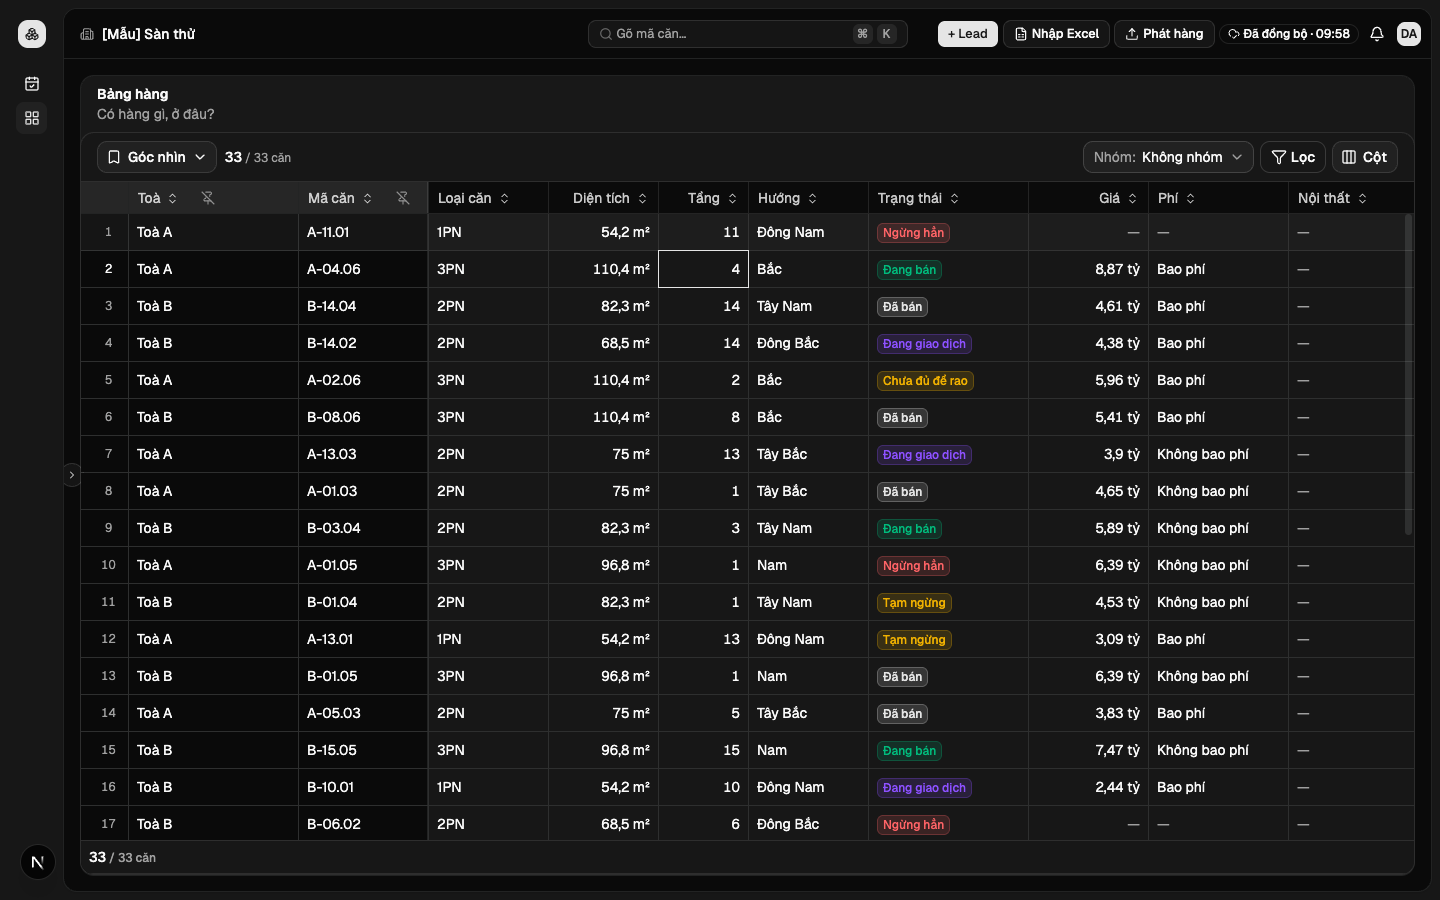 [Mẫu] Sàn thử
Gõ mã căn... ⌘ K
+ Lead
Nhập Excel
Phát hàng
Đã đồng bộ · 09:58
DA
Bảng hàng
Có hàng gì, ở đâu?
Góc nhìn
33 / 33 căn
Nhóm: Không nhóm
Lọc
Cột
Toà Mã căn Loại căn Diện tích Tầng Hướng Trạng thái Giá Phí Nội thất
1 Toà A A-11.01 1PN 54,2 m² 11 Đông Nam Ngừng hẳn — — —
2 Toà A A-04.06 3PN 110,4 m² 4 Bắc Đang bán 8,87 tỷ Bao phí —
3 Toà B B-14.04 2PN 82,3 m² 14 Tây Nam Đã bán 4,61 tỷ Bao phí —
4 Toà B B-14.02 2PN 68,5 m² 14 Đông Bắc Đang giao dịch 4,38 tỷ Bao phí —
5 Toà A A-02.06 3PN 110,4 m² 2 Bắc Chưa đủ để rao 5,96 tỷ Bao phí —
6 Toà B B-08.06 3PN 110,4 m² 8 Bắc Đã bán 5,41 tỷ Bao phí —
7 Toà A A-13.03 2PN 75 m² 13 Tây Bắc Đang giao dịch 3,9 tỷ Không bao phí —
8 Toà A A-01.03 2PN 75 m² 1 Tây Bắc Đã bán 4,65 tỷ Không bao phí —
9 Toà B B-03.04 2PN 82,3 m² 3 Tây Nam Đang bán 5,89 tỷ Không bao phí —
10 Toà A A-01.05 3PN 96,8 m² 1 Nam Ngừng hẳn 6,39 tỷ Không bao phí —
11 Toà B B-01.04 2PN 82,3 m² 1 Tây Nam Tạm ngừng 4,53 tỷ Không bao phí —
12 Toà A A-13.01 1PN 54,2 m² 13 Đông Nam Tạm ngừng 3,09 tỷ Bao phí —
13 Toà B B-01.05 3PN 96,8 m² 1 Nam Đã bán 6,39 tỷ Không bao phí —
14 Toà A A-05.03 2PN 75 m² 5 Tây Bắc Đã bán 3,83 tỷ Bao phí —
15 Toà B B-15.05 3PN 96,8 m² 15 Nam Đang bán 7,47 tỷ Không bao phí —
16 Toà B B-10.01 1PN 54,2 m² 10 Đông Nam Đang giao dịch 2,44 tỷ Bao phí —
17 Toà B B-06.02 2PN 68,5 m² 6 Đông Bắc Ngừng hẳn — — —
33 / 33 căn
N